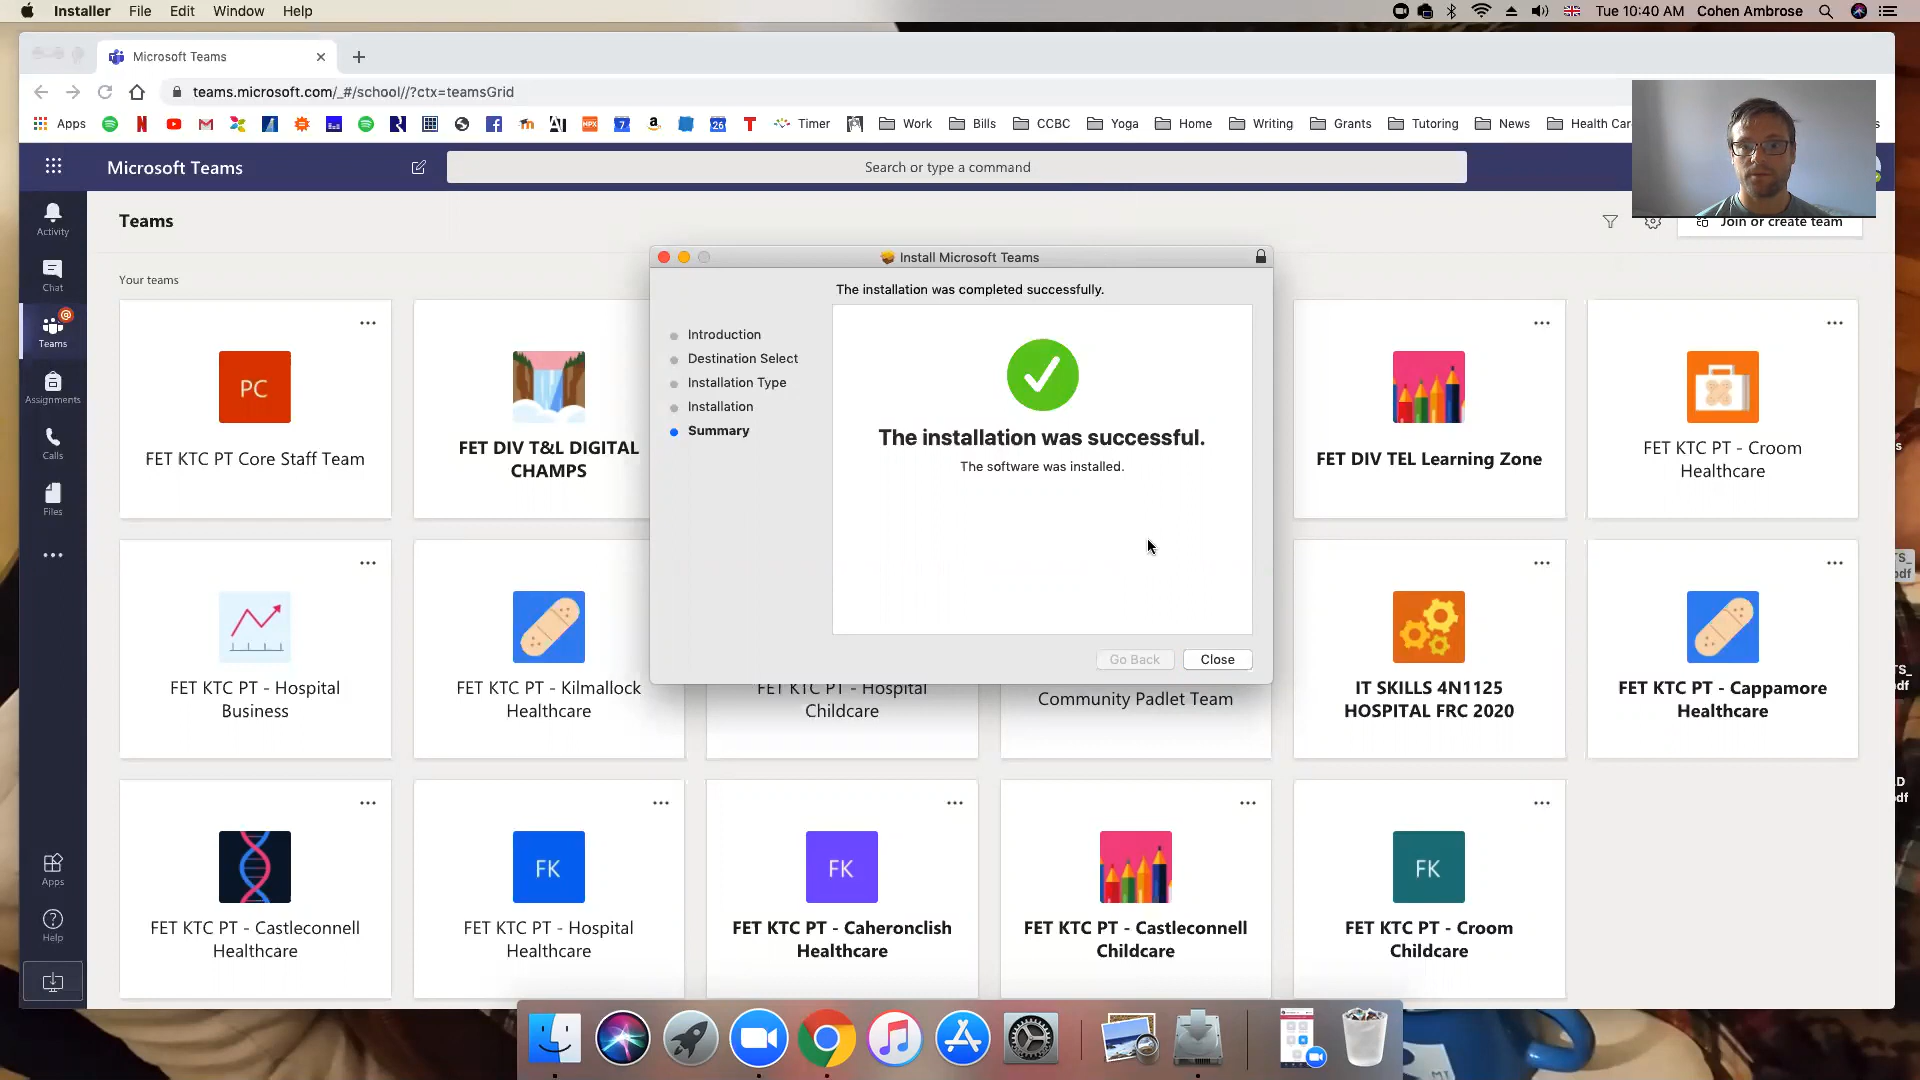 Installer File Edit Window Help
Tue 10:40 AM Cohen Ambrose
Microsoft Teams
teams.microsoft.com/_#/school//?ctx=teamsGrid
Apps
Timer
Work
Bills
CCBC
Yoga
Home
Writing
Grants
Tutoring
News
Health Car
Microsoft Teams
Search or type a command
Activity
Chat
Teams
Assignments
Calls
Files
Apps
Help
Teams
Join or create team
Your teams
Install Microsoft Teams
The installation was completed successfully.
Introduction
Destination Select
Installation Type
Installation
Summary
The installation was successful.
The software was installed.
Go Back
Close
PC
FET KTC PT Core Staff Team
FET DIV T&L DIGITAL
CHAMPS
FET DIV TEL Learning Zone
FET KTC PT - Croom
Healthcare
FET KTC PT - Hospital
Business
FET KTC PT - Kilmallock
Healthcare
FET KTC PT - Hospital
Childcare
Community Padlet Team
IT SKILLS 4N1125
HOSPITAL FRC 2020
FET KTC PT - Cappamore
Healthcare
FET KTC PT - Castleconnell
Healthcare
FK
FET KTC PT - Hospital
Healthcare
FK
FET KTC PT - Caheronclish
Healthcare
FET KTC PT - Castleconnell
Childcare
FK
FET KTC PT - Croom
Childcare